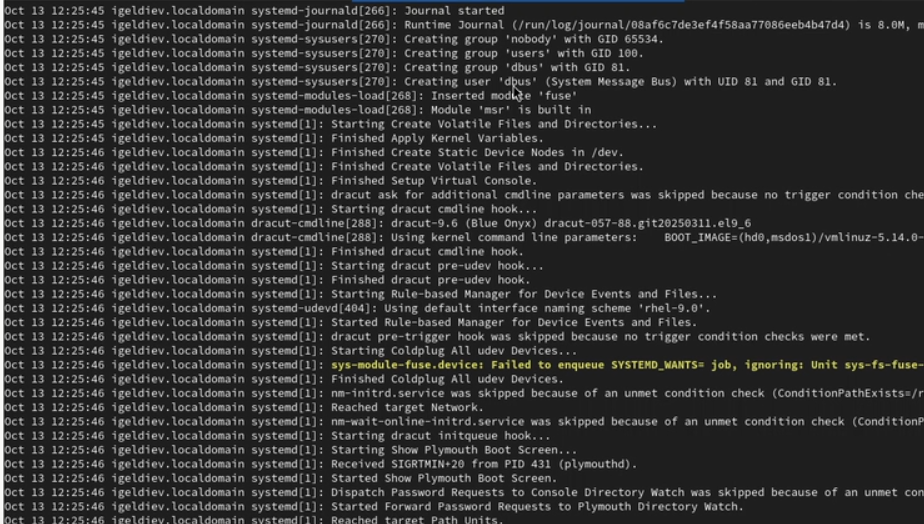 Oct 13 12:25:45 igeldiev.localdomain systemd-journald[266]: Journal started
Oct 13 12:25:45 igeldiev.localdomain systemd-journald[266]: Runtime Journal (/run/log/journal/08af6c7de3ef4f58aa77086eeb4b47d4) is 8.0M, m
Oct 13 12:25:45 igeldiev.localdomain systemd-sysusers[270]: Creating group 'nobody' with GID 65534.
Oct 13 12:25:45 igeldiev.localdomain systemd-sysusers[270]: Creating group 'users' with GID 100.
Oct 13 12:25:45 igeldiev.localdomain systemd-sysusers[270]: Creating group 'dbus' with GID 81.
Oct 13 12:25:45 igeldiev.localdomain systemd-sysusers[270]: Creating user 'dbus' (System Message Bus) with UID 81 and GID 81.
Oct 13 12:25:45 igeldiev.localdomain systemd-modules-load[268]: Inserted module 'fuse'
Oct 13 12:25:45 igeldiev.localdomain systemd-modules-load[268]: Module 'msr' is built in
Oct 13 12:25:45 igeldiev.localdomain systemd[1]: Starting Create Volatile Files and Directories...
Oct 13 12:25:46 igeldiev.localdomain systemd[1]: Finished Apply Kernel Variables.
Oct 13 12:25:46 igeldiev.localdomain systemd[1]: Finished Create Static Device Nodes in /dev.
Oct 13 12:25:46 igeldiev.localdomain systemd[1]: Finished Create Volatile Files and Directories.
Oct 13 12:25:46 igeldiev.localdomain systemd[1]: Finished Setup Virtual Console.
Oct 13 12:25:46 igeldiev.localdomain systemd[1]: dracut ask for additional cmdline parameters was skipped because no trigger condition che
Oct 13 12:25:46 igeldiev.localdomain systemd[1]: Starting dracut cmdline hook...
Oct 13 12:25:46 igeldiev.localdomain dracut-cmdline[288]: dracut-9.6 (Blue Onyx) dracut-057-88.git20250311.el9_6
Oct 13 12:25:46 igeldiev.localdomain dracut-cmdline[288]: Using kernel command line parameters:    BOOT_IMAGE=(hd0,msdos1)/vmlinuz-5.14.0-
Oct 13 12:25:46 igeldiev.localdomain systemd[1]: Finished dracut cmdline hook.
Oct 13 12:25:46 igeldiev.localdomain systemd[1]: Starting dracut pre-udev hook...
Oct 13 12:25:46 igeldiev.localdomain systemd[1]: Finished dracut pre-udev hook.
Oct 13 12:25:46 igeldiev.localdomain systemd[1]: Starting Rule-based Manager for Device Events and Files...
Oct 13 12:25:46 igeldiev.localdomain systemd-udevd[404]: Using default interface naming scheme 'rhel-9.0'.
Oct 13 12:25:46 igeldiev.localdomain systemd[1]: Started Rule-based Manager for Device Events and Files.
Oct 13 12:25:46 igeldiev.localdomain systemd[1]: dracut pre-trigger hook was skipped because no trigger condition checks were met.
Oct 13 12:25:46 igeldiev.localdomain systemd[1]: Starting Coldplug All udev Devices...
Oct 13 12:25:46 igeldiev.localdomain systemd[1]: sys-module-fuse.device: Failed to enqueue SYSTEMD_WANTS= job, ignoring: Unit sys-fs-fuse-
Oct 13 12:25:46 igeldiev.localdomain systemd[1]: Finished Coldplug All udev Devices.
Oct 13 12:25:46 igeldiev.localdomain systemd[1]: nm-initrd.service was skipped because of an unmet condition check (ConditionPathExists=/r
Oct 13 12:25:46 igeldiev.localdomain systemd[1]: Reached target Network.
Oct 13 12:25:46 igeldiev.localdomain systemd[1]: nm-wait-online-initrd.service was skipped because of an unmet condition check (ConditionP
Oct 13 12:25:46 igeldiev.localdomain systemd[1]: Starting dracut initqueue hook...
Oct 13 12:25:46 igeldiev.localdomain systemd[1]: Starting Show Plymouth Boot Screen...
Oct 13 12:25:46 igeldiev.localdomain systemd[1]: Received SIGRTMIN+20 from PID 431 (plymouthd).
Oct 13 12:25:46 igeldiev.localdomain systemd[1]: Started Show Plymouth Boot Screen.
Oct 13 12:25:46 igeldiev.localdomain systemd[1]: Dispatch Password Requests to Console Directory Watch was skipped because of an unmet con
Oct 13 12:25:46 igeldiev.localdomain systemd[1]: Started Forward Password Requests to Plymouth Directory Watch.
Oct 13 12:25:46 igeldiev.localdomain systemd[1]: Reached target Path Units.